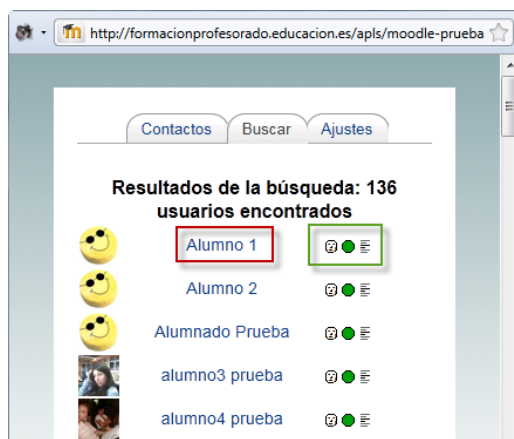 http://formacionprofesorado.educacion.es/apls/moodle-prueba
Contactos Buscar Ajustes
Resultados de la búsqueda: 136
usuarios encontrados
Alumno 1
Alumno 2
Alumnado Prueba
alumno3 prueba
alumno4 prueba